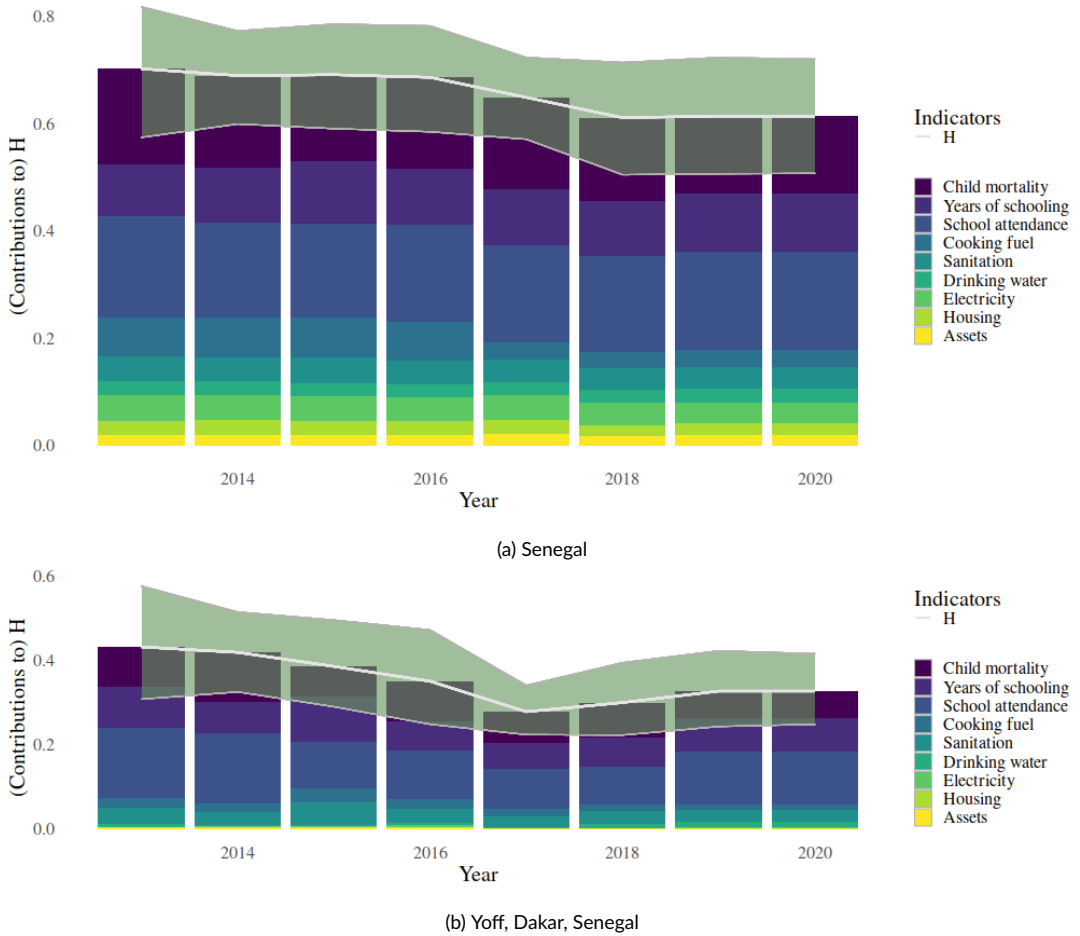 0.8
0.6
0.4
0.2
0.0
(Contributions to) H
2014 2016 2018 2020
Year
Indicators
H
Child mortality
Years of schooling
School attendance
Cooking fuel
Sanitation
Drinking water
Electricity
Housing
Assets
(a) Senegal
0.6
0.4
0.2
0.0
(Contributions to) H
2014 2016 2018 2020
Year
Indicators
H
Child mortality
Years of schooling
School attendance
Cooking fuel
Sanitation
Drinking water
Electricity
Housing
Assets
(b) Yoff, Dakar, Senegal